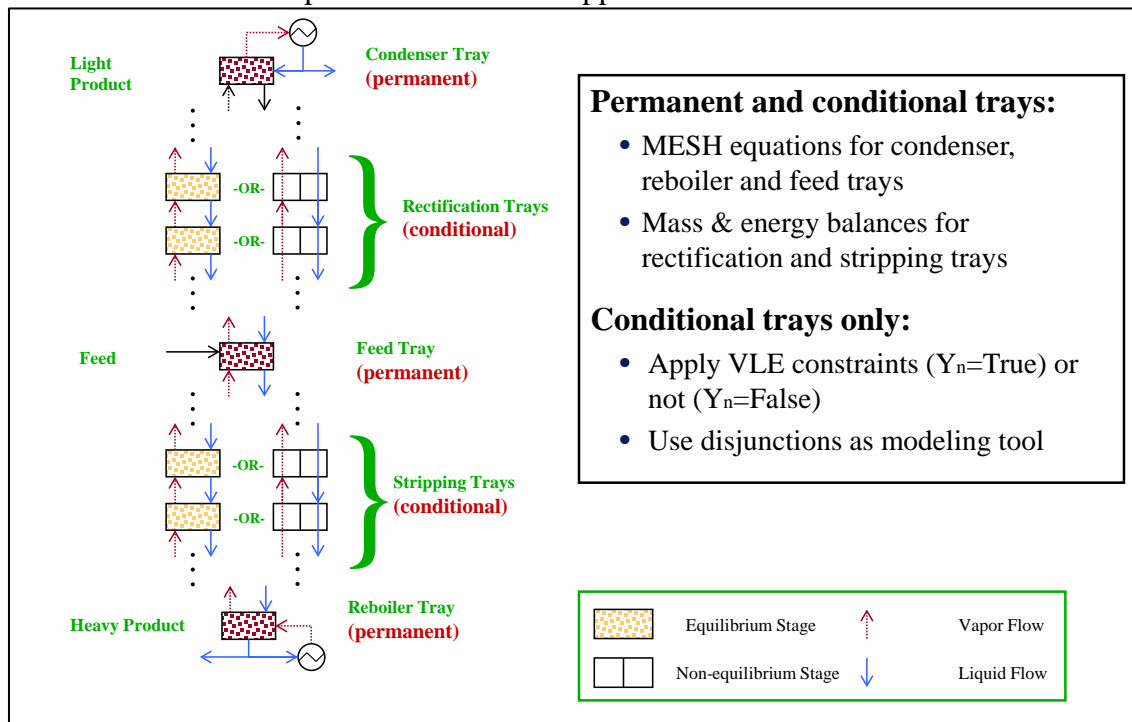 Light
Product
Condenser Tray
(permanent)
-OR-
-OR-
Rectification Trays
(conditional)
Feed
Feed Tray
(permanent)
-OR-
-OR-
Stripping Trays
(conditional)
Heavy Product
Reboiler Tray
(permanent)
Permanent and conditional trays:
• MESH equations for condenser,
reboiler and feed trays
• Mass & energy balances for
rectification and stripping trays
Conditional trays only:
• Apply VLE constraints (Yn=True) or
not (Yn=False)
• Use disjunctions as modeling tool
Equilibrium Stage
Vapor Flow
Non-equilibrium Stage
Liquid Flow